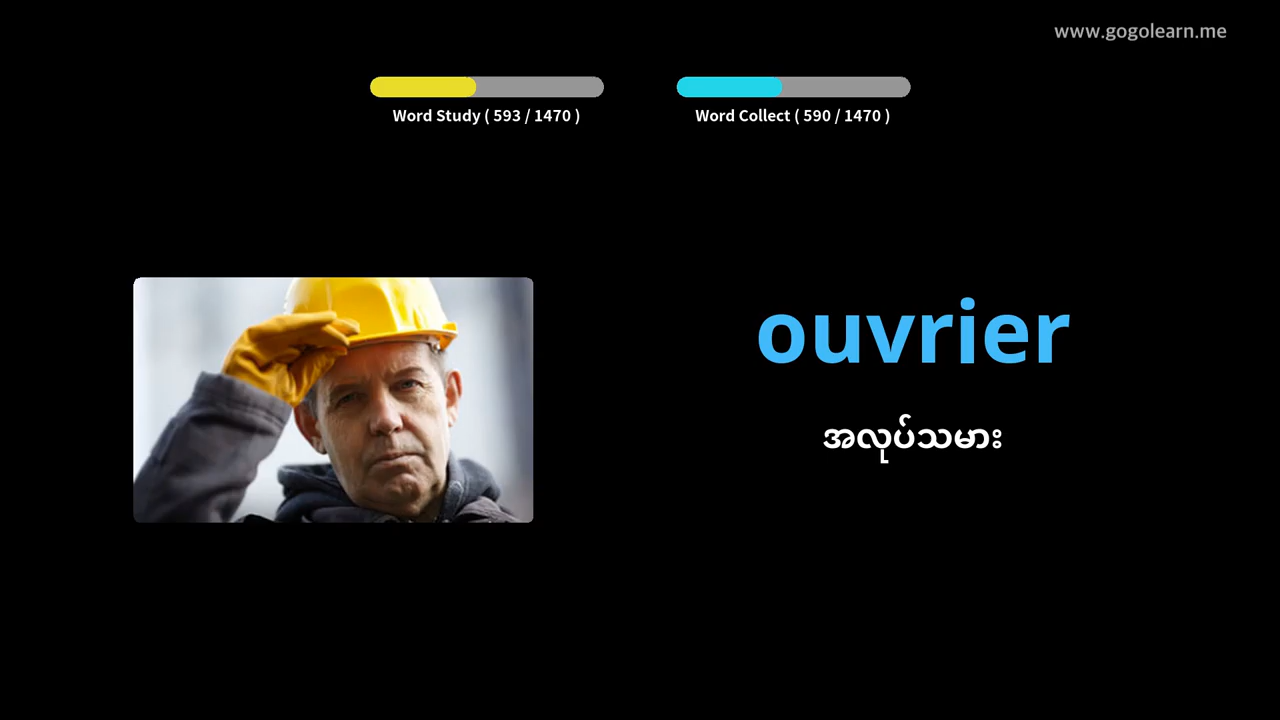 www.gogolearn.me
Word Study ( 593 / 1470 )
Word Collect ( 590 / 1470 )
ouvrier
အလုပ်သမား